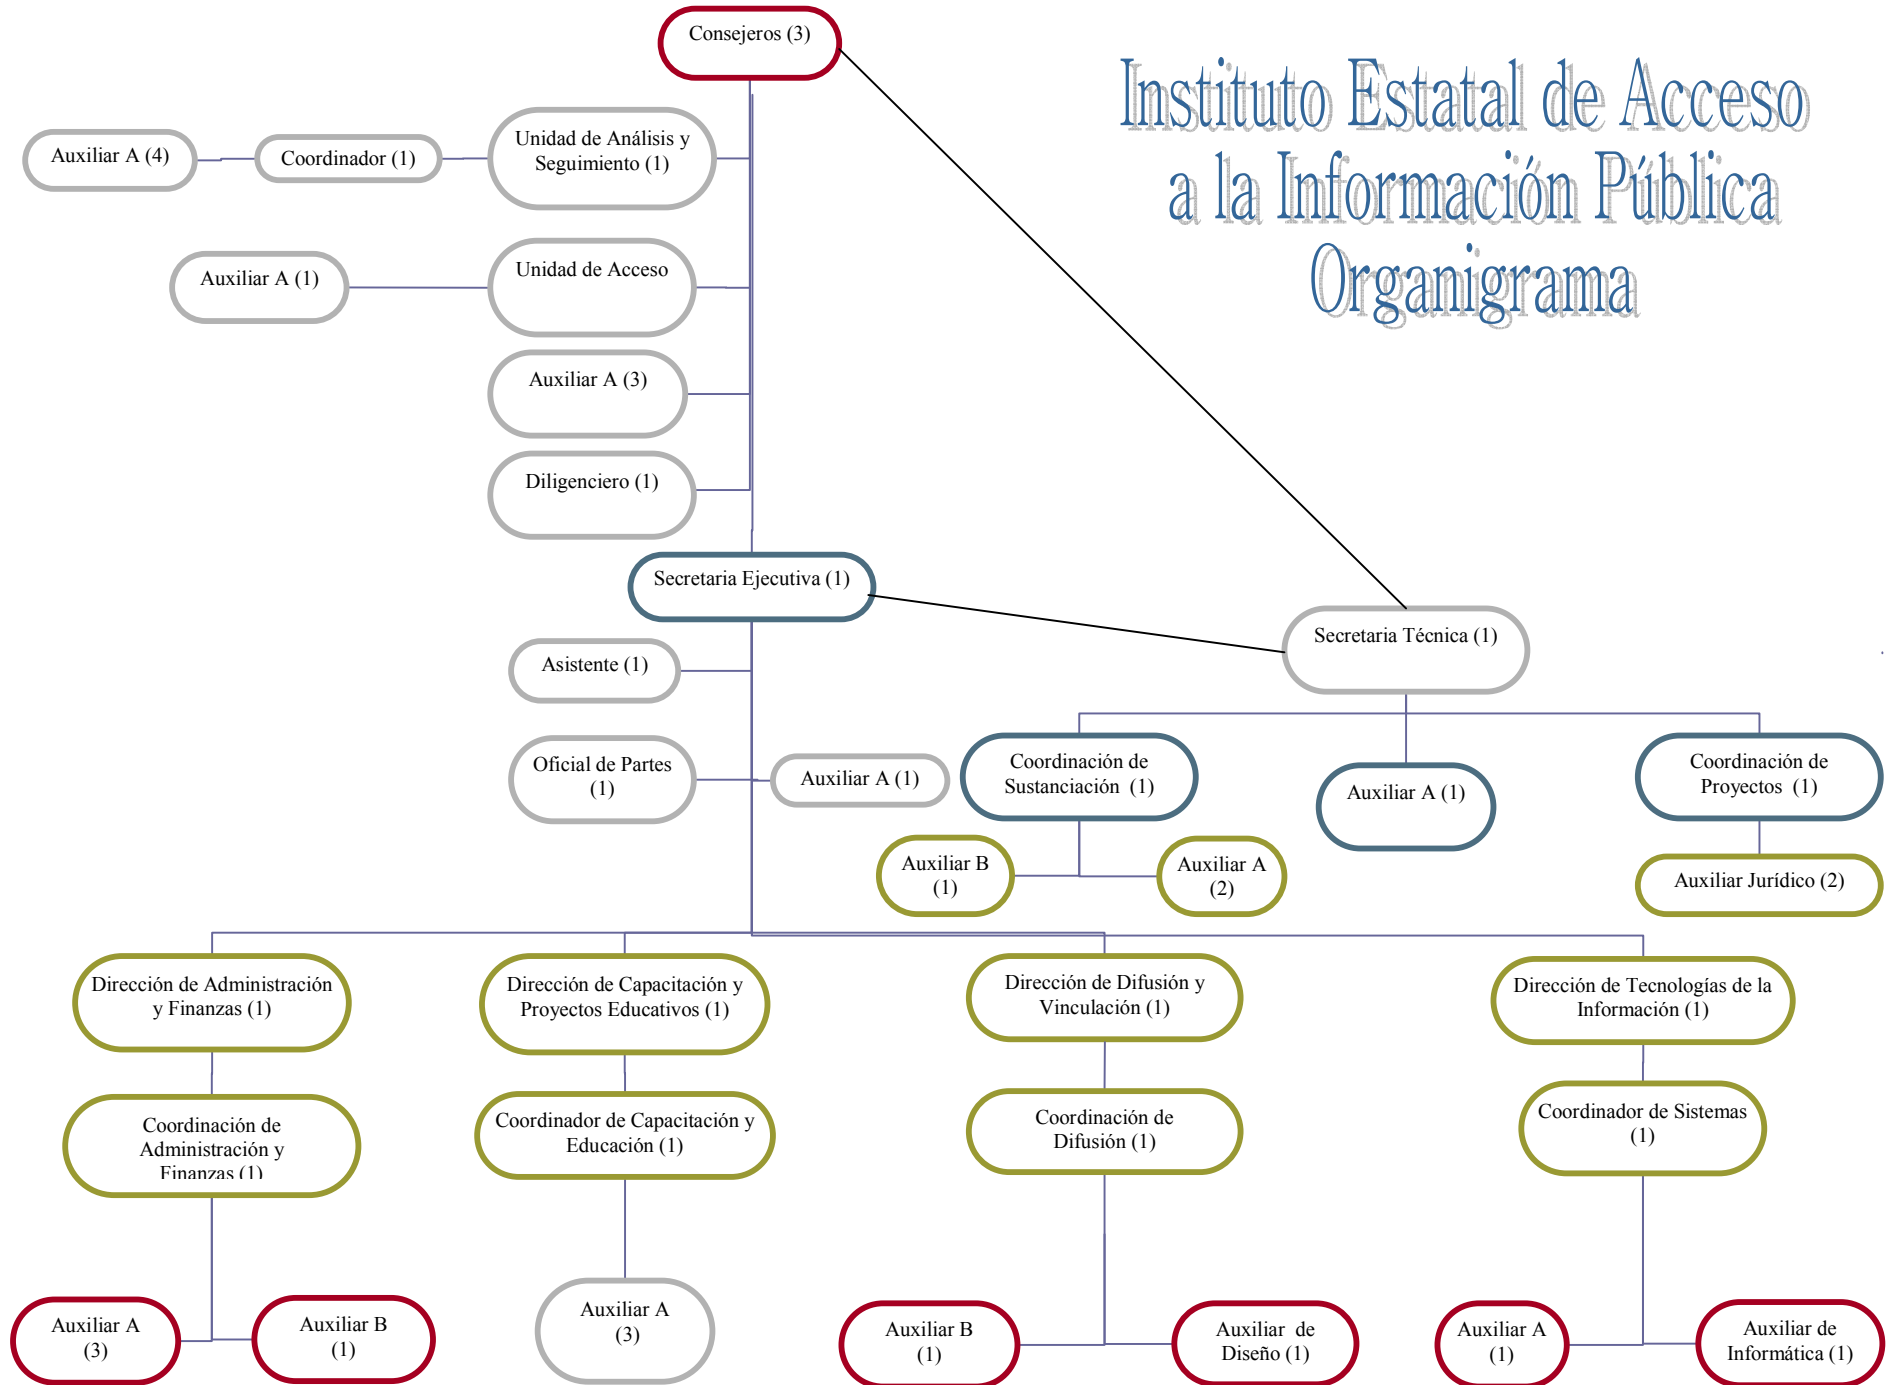 Consejeros (3)
Instituto Estatal de Acceso
a la Información Pública
Organigrama
Unidad de Análisis y
Seguimiento (1)
Coordinador (1)
Auxiliar A (4)
Unidad de Acceso
Auxiliar A (1)
Auxiliar A (3)
Diligenciero (1)
Secretaria Ejecutiva (1)
Secretaria Técnica (1)
Asistente (1)
Oficial de Partes
(1)
Auxiliar A (1)
Coordinación de
Sustanciación (1)
Auxiliar A (1)
Coordinación de
Proyectos (1)
Auxiliar B
(1)
Auxiliar A
(2)
Auxiliar Jurídico (2)
Dirección de Administración
y Finanzas (1)
Dirección de Capacitación y
Proyectos Educativos (1)
Dirección de Difusión y
Vinculación (1)
Dirección de Tecnologías de la
Información (1)
Coordinación de
Administración y
Finanzas (1)
Coordinador de Capacitación y
Educación (1)
Coordinación de
Difusión (1)
Coordinador de Sistemas
(1)
Auxiliar A
(3)
Auxiliar B
(1)
Auxiliar A
(3)
Auxiliar B
(1)
Auxiliar de
Diseño (1)
Auxiliar A
(1)
Auxiliar de
Informática (1)